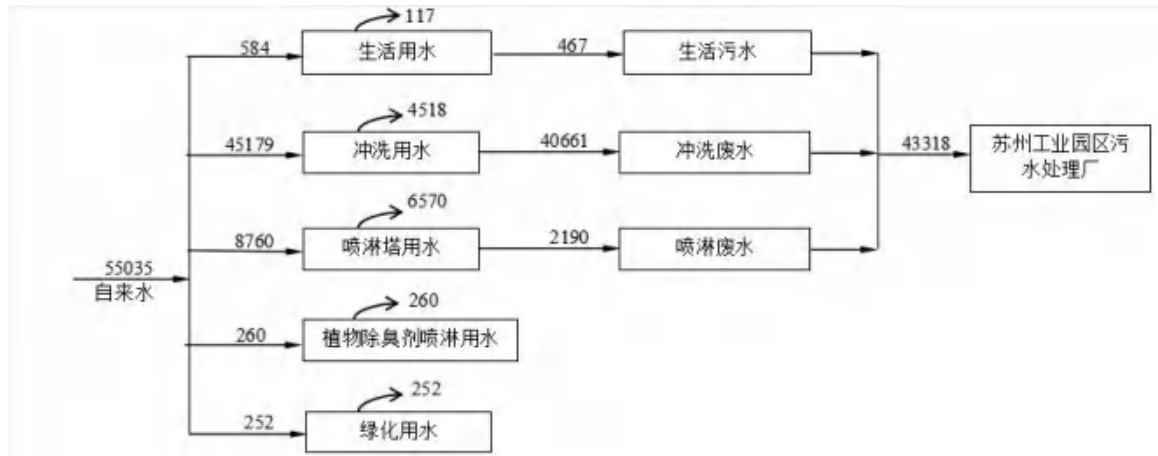 117
584
生活用水
467
生活污水
4518
45179
冲洗用水
40661
冲洗废水
43318
苏州工业园区污
水处理厂
6570
8760
喷淋塔用水
2190
喷淋废水
55035
自来水
260
260
植物除臭剂喷淋用水
252
252
绿化用水